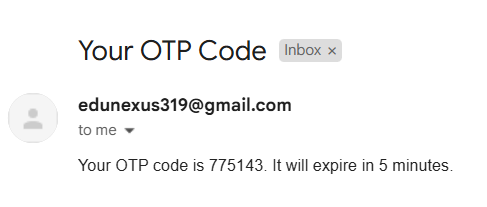 Your OTP Code Inbox ×
edunexus319@gmail.com
to me
Your OTP code is 775143. It will expire in 5 minutes.